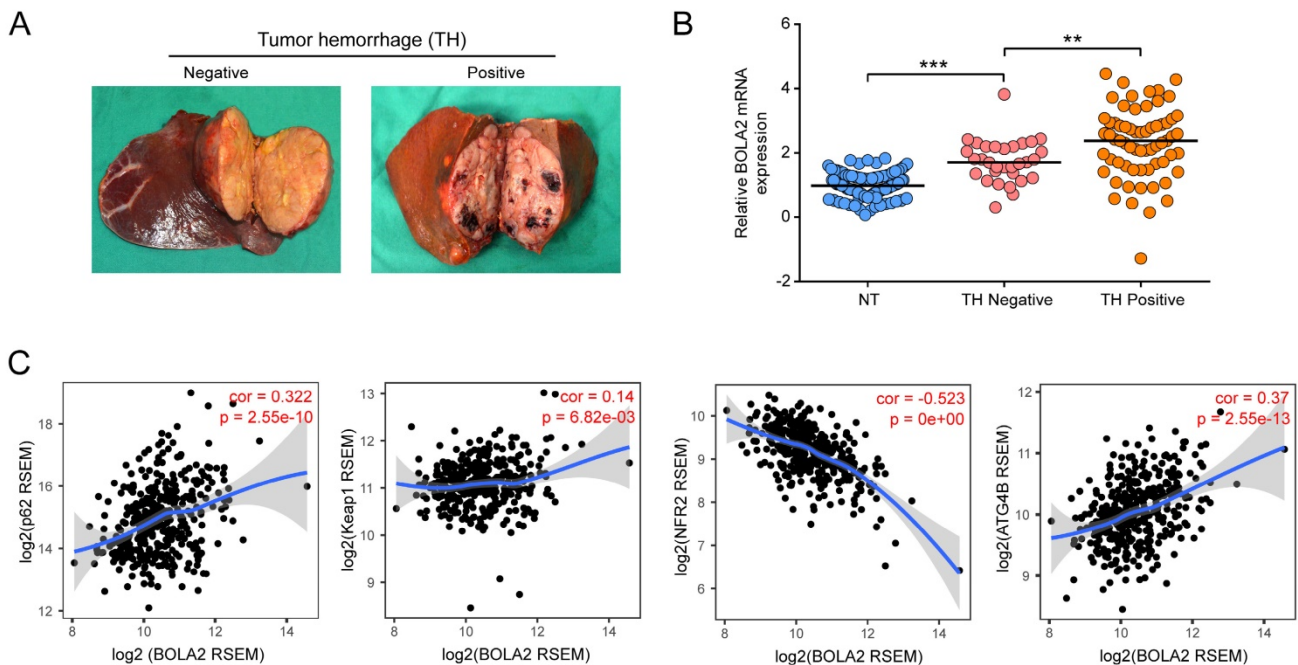 A
Tumor hemorrhage (TH)
Negative
Positive
B
Relative BOLA2 mRNA
expression
6
4
2
0
-2
***
**
NT
TH Negative
TH Positive
C
log2(p62 RSEM)
18
16
14
12
cor = 0.322
p = 2.55e-10
8
10
12
14
log2 (BOLA2 RSEM)
log2(Keap1 RSEM)
13
12
11
10
9
cor = 0.14
p = 6.82e-03
8
10
12
14
log2 (BOLA2 RSEM)
log2(NFR2 RSEM)
10
9
8
7
6
cor = -0.523
p = 0e+00
8
10
12
14
log2(BOLA2 RSEM)
log2(ATG4B RSEM)
12
11
10
9
cor = 0.37
p = 2.55e-13
8
10
12
14
log2(BOLA2 RSEM)